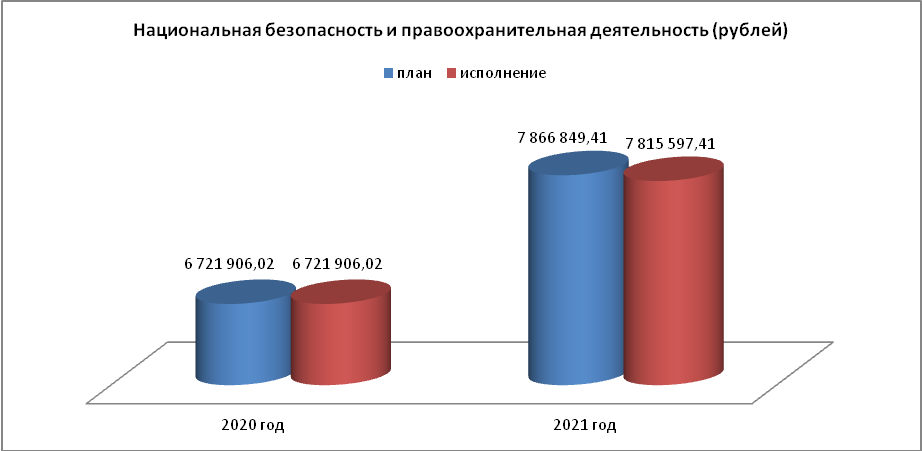 Национальная безопасность и правоохранительная деятельность (рублей)
план исполнение
7 866 849,41 7 815 597,41
6 721 906,02 6 721 906,02
2020 год 2021 год